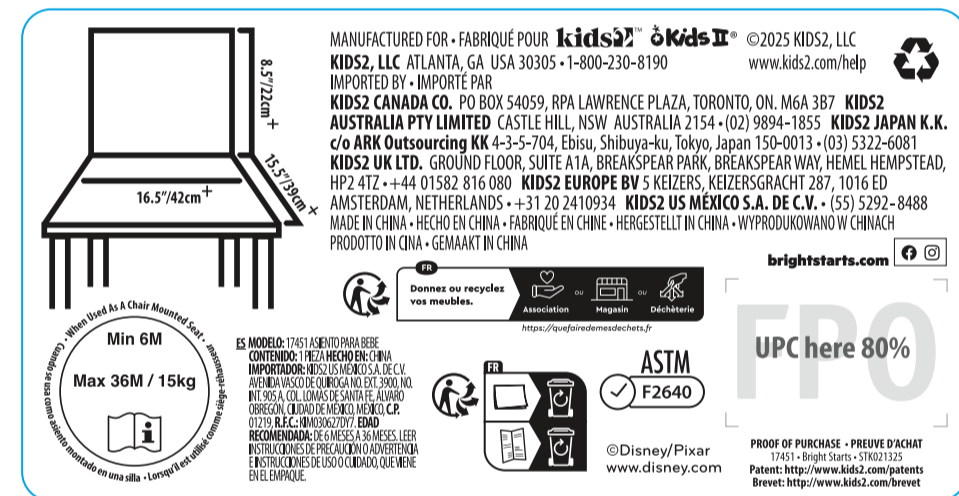 8.5"/22cm+
15.5"/39cm+
16.5"/42cm+
MANUFACTURED FOR • FABRIQUÉ POUR kids2™ Kids II® ©2025 KIDS2, LLC
KIDS2, LLC ATLANTA, GA USA 30305 • 1-800-230-8190 www.kids2.com/help
IMPORTED BY • IMPORTÉ PAR
KIDS2 CANADA CO. PO BOX 54059, RPA LAWRENCE PLAZA, TORONTO, ON. M6A 3B7 KIDS2
AUSTRALIA PTY LIMITED CASTLE HILL, NSW AUSTRALIA 2154 • (02) 9894-1855 KIDS2 JAPAN K.K.
c/o ARK Outsourcing KK 4-3-5-704, Ebisu, Shibuya-ku, Tokyo, Japan 150-0013 • (03) 5322-6081
KIDS2 UK LTD. GROUND FLOOR, SUITE A1A, BREAKSPEAR PARK, BREAKSPEAR WAY, HEMEL HEMPSTEAD,
HP2 4TZ • +44 01582 816 080 KIDS2 EUROPE BV 5 KEIZERS, KEIZERSGRACHT 287, 1016 ED
AMSTERDAM, NETHERLANDS • +31 20 2410934 KIDS2 US MÉXICO S.A. DE C.V. • (55) 5292-8488
MADE IN CHINA • HECHO EN CHINA • FABRIQUÉ EN CHINE • HERGESTELLT IN CHINA • WYPRODUKOWANO W CHINACH
PRODOTTO IN CINA • GEMAAKT IN CHINA
brightstarts.com
FR
Donnez ou recyclez
vos meubles.
Association OU Magasin OU Déchèterie
https://quefairedemesdechets.fr
• When Used As A Chair Mounted Seat •
Lorsqu'il est utilisé comme siège-rehausseur •
Cuando se usa como asiento montado en una silla
Min 6M
Max 36M / 15kg
ES MODELO: 17451 ASIENTO PARA BEBE
CONTENIDO: 1 PIEZA HECHO EN: CHINA
IMPORTADOR: KIDS2 US MÉXICO S.A. DE C.V.
AVENIDA VASCO DE QUIROGA NO. EXT. 3900, NO.
INT. 905 A, COL. LOMAS DE SANTA FE, ÁLVARO
OBREGÓN, CIUDAD DE MÉXICO, MÉXICO, C.P.
01219, R.F.C.: KIM030627DY7. EDAD
RECOMENDADA: DE 6 MESES A 36 MESES. LEER
INSTRUCCIONES DE PRECAUCIÓN O ADVERTENCIA
E INSTRUCCIONES DE USO O CUIDADO, QUE VIENE
EN EL EMPAQUE.
FR
ASTM
F2640
©Disney/Pixar
www.disney.com
FPO
UPC here 80%
PROOF OF PURCHASE • PREUVE D'ACHAT
17451 • Bright Starts • STK021325
Patent: http://www.kids2.com/patents
Brevet: http://www.kids2.com/brevet